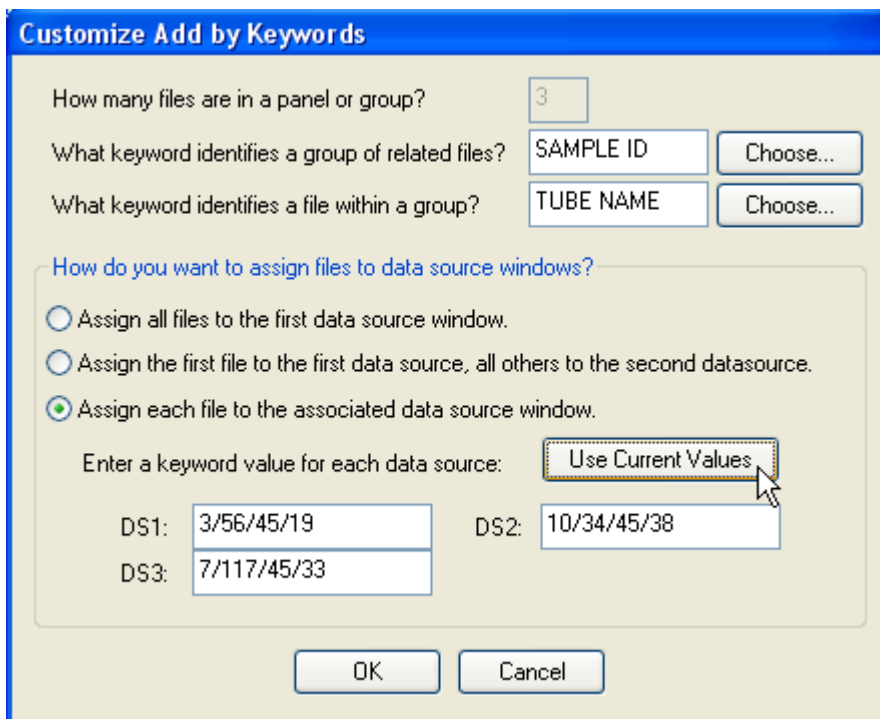 Customize Add by Keywords
How many files are in a panel or group? 3
What keyword identifies a group of related files? SAMPLE ID Choose...
What keyword identifies a file within a group? TUBE NAME Choose...
How do you want to assign files to data source windows?
Assign all files to the first data source window.
Assign the first file to the first data source, all others to the second datasource.
Assign each file to the associated data source window.
Enter a keyword value for each data source: Use Current Values
DS1: 3/56/45/19 DS2: 10/34/45/38
DS3: 7/117/45/33
OK Cancel